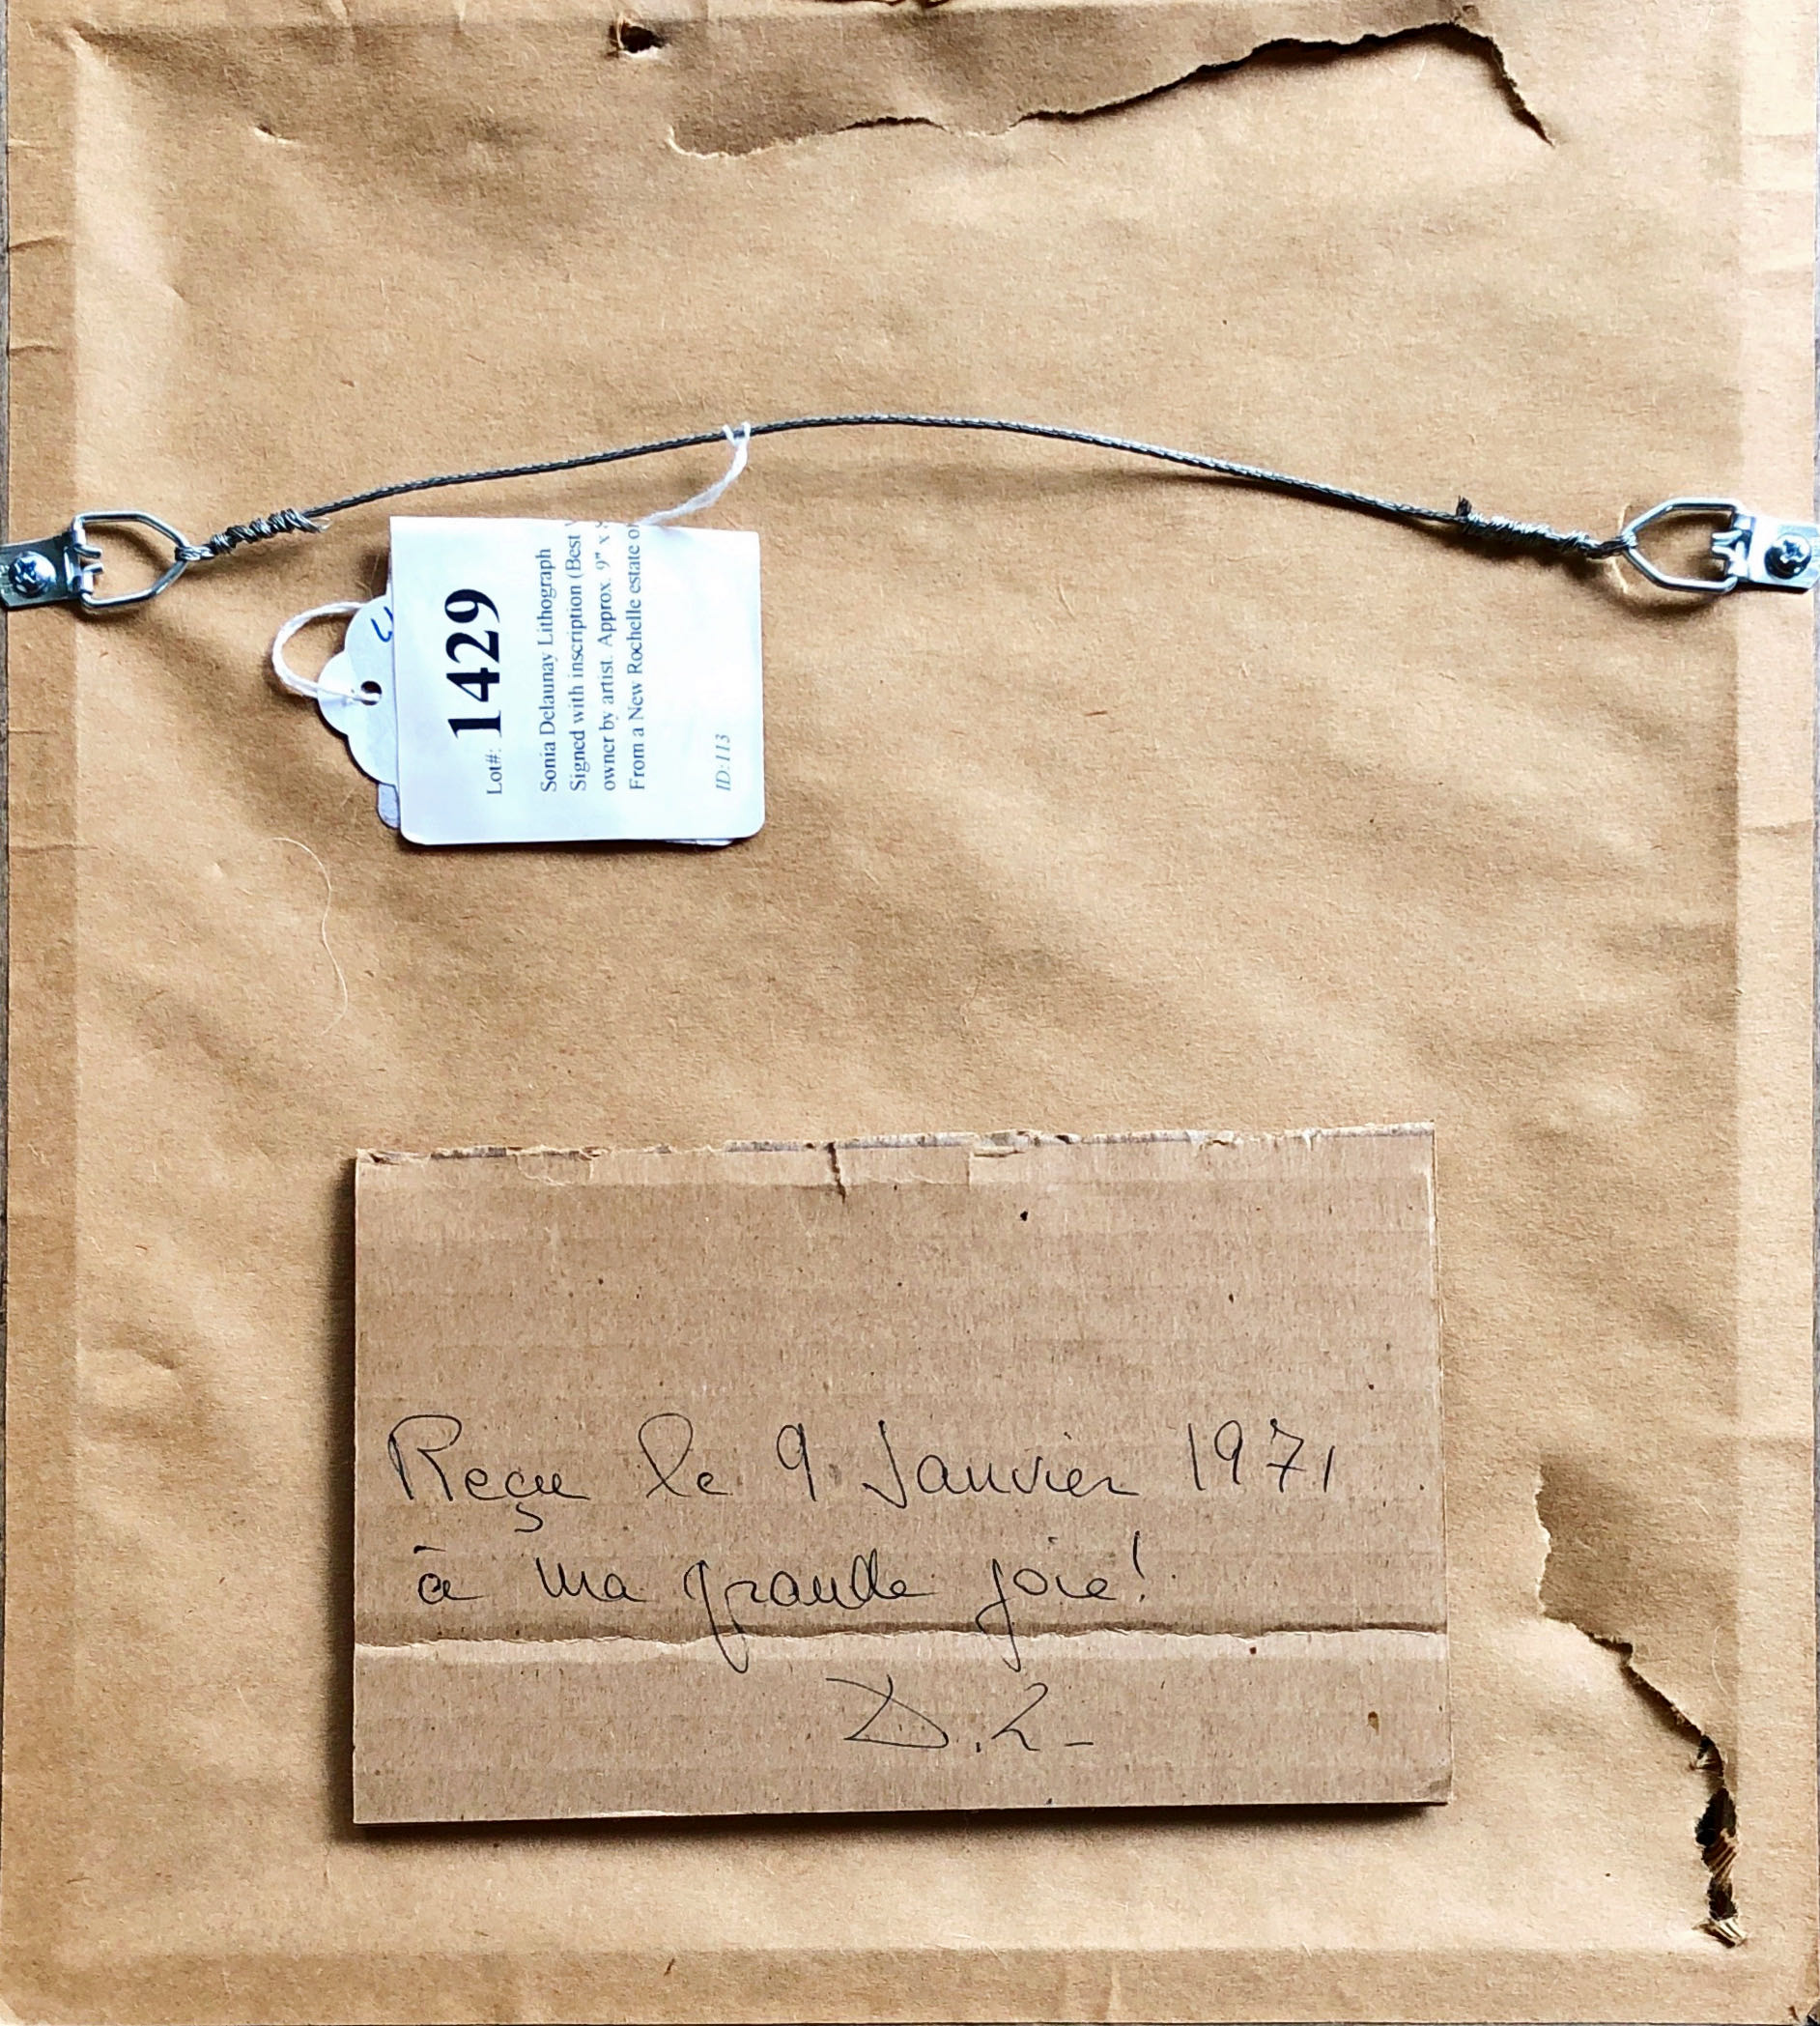 Lot#: 1429
Sonia Delaunay Lithograph
Signed with inscription (Best
owner by artist. Approx. 9" x
From a New Rochelle estate
ID:113
Reçu le 9 Janvier 1971
à ma grande joie!
D.L-